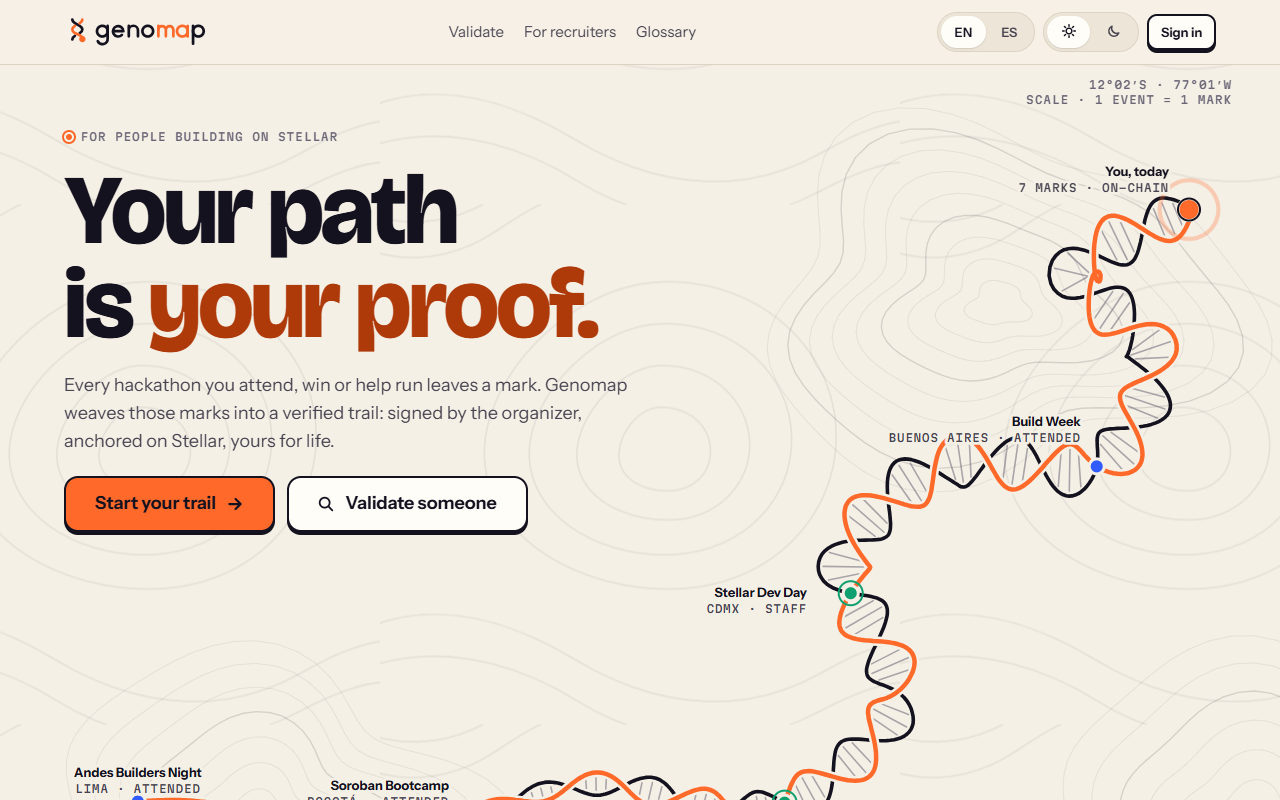 genomap
Validate
For recruiters
Glossary
EN
ES
Sign in
12°02'S · 77°01'W
SCALE · 1 EVENT = 1 MARK
FOR PEOPLE BUILDING ON STELLAR
Your path
is your proof.
Every hackathon you attend, win or help run leaves a mark. Genomap
weaves those marks into a verified trail: signed by the organizer,
anchored on Stellar, yours for life.
Start your trail →
Validate someone
You, today
7 MARKS · ON-CHAIN
Build Week
BUENOS AIRES · ATTENDED
Stellar Dev Day
CDMX · STAFF
Andes Builders Night
LIMA · ATTENDED
Soroban Bootcamp
BOGOTÁ · ATTENDED